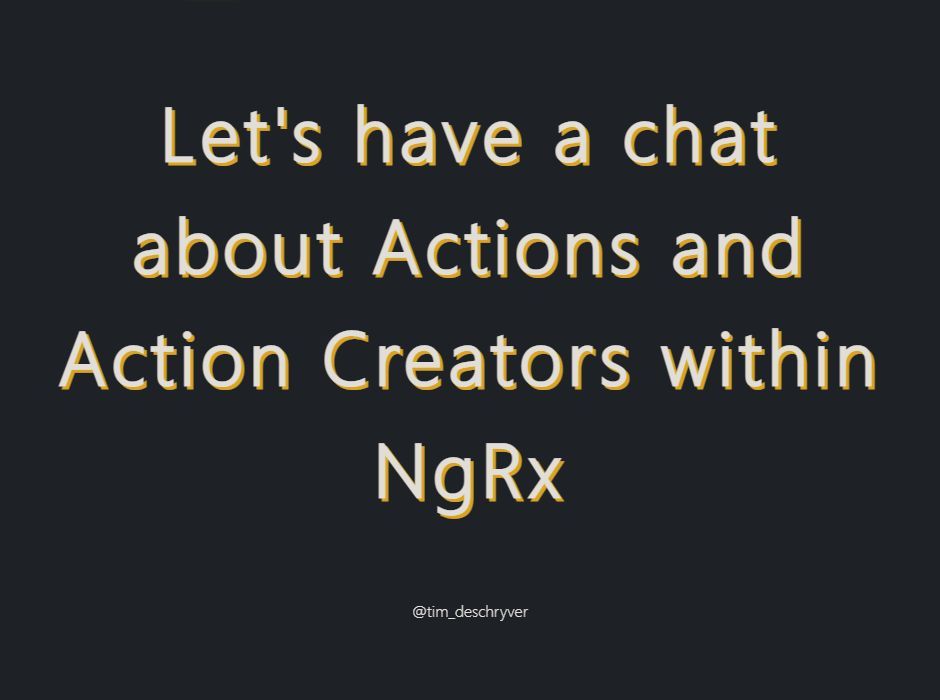 Let's have a chat
about Actions and
Action Creators within
NgRx
@tim_deschryver